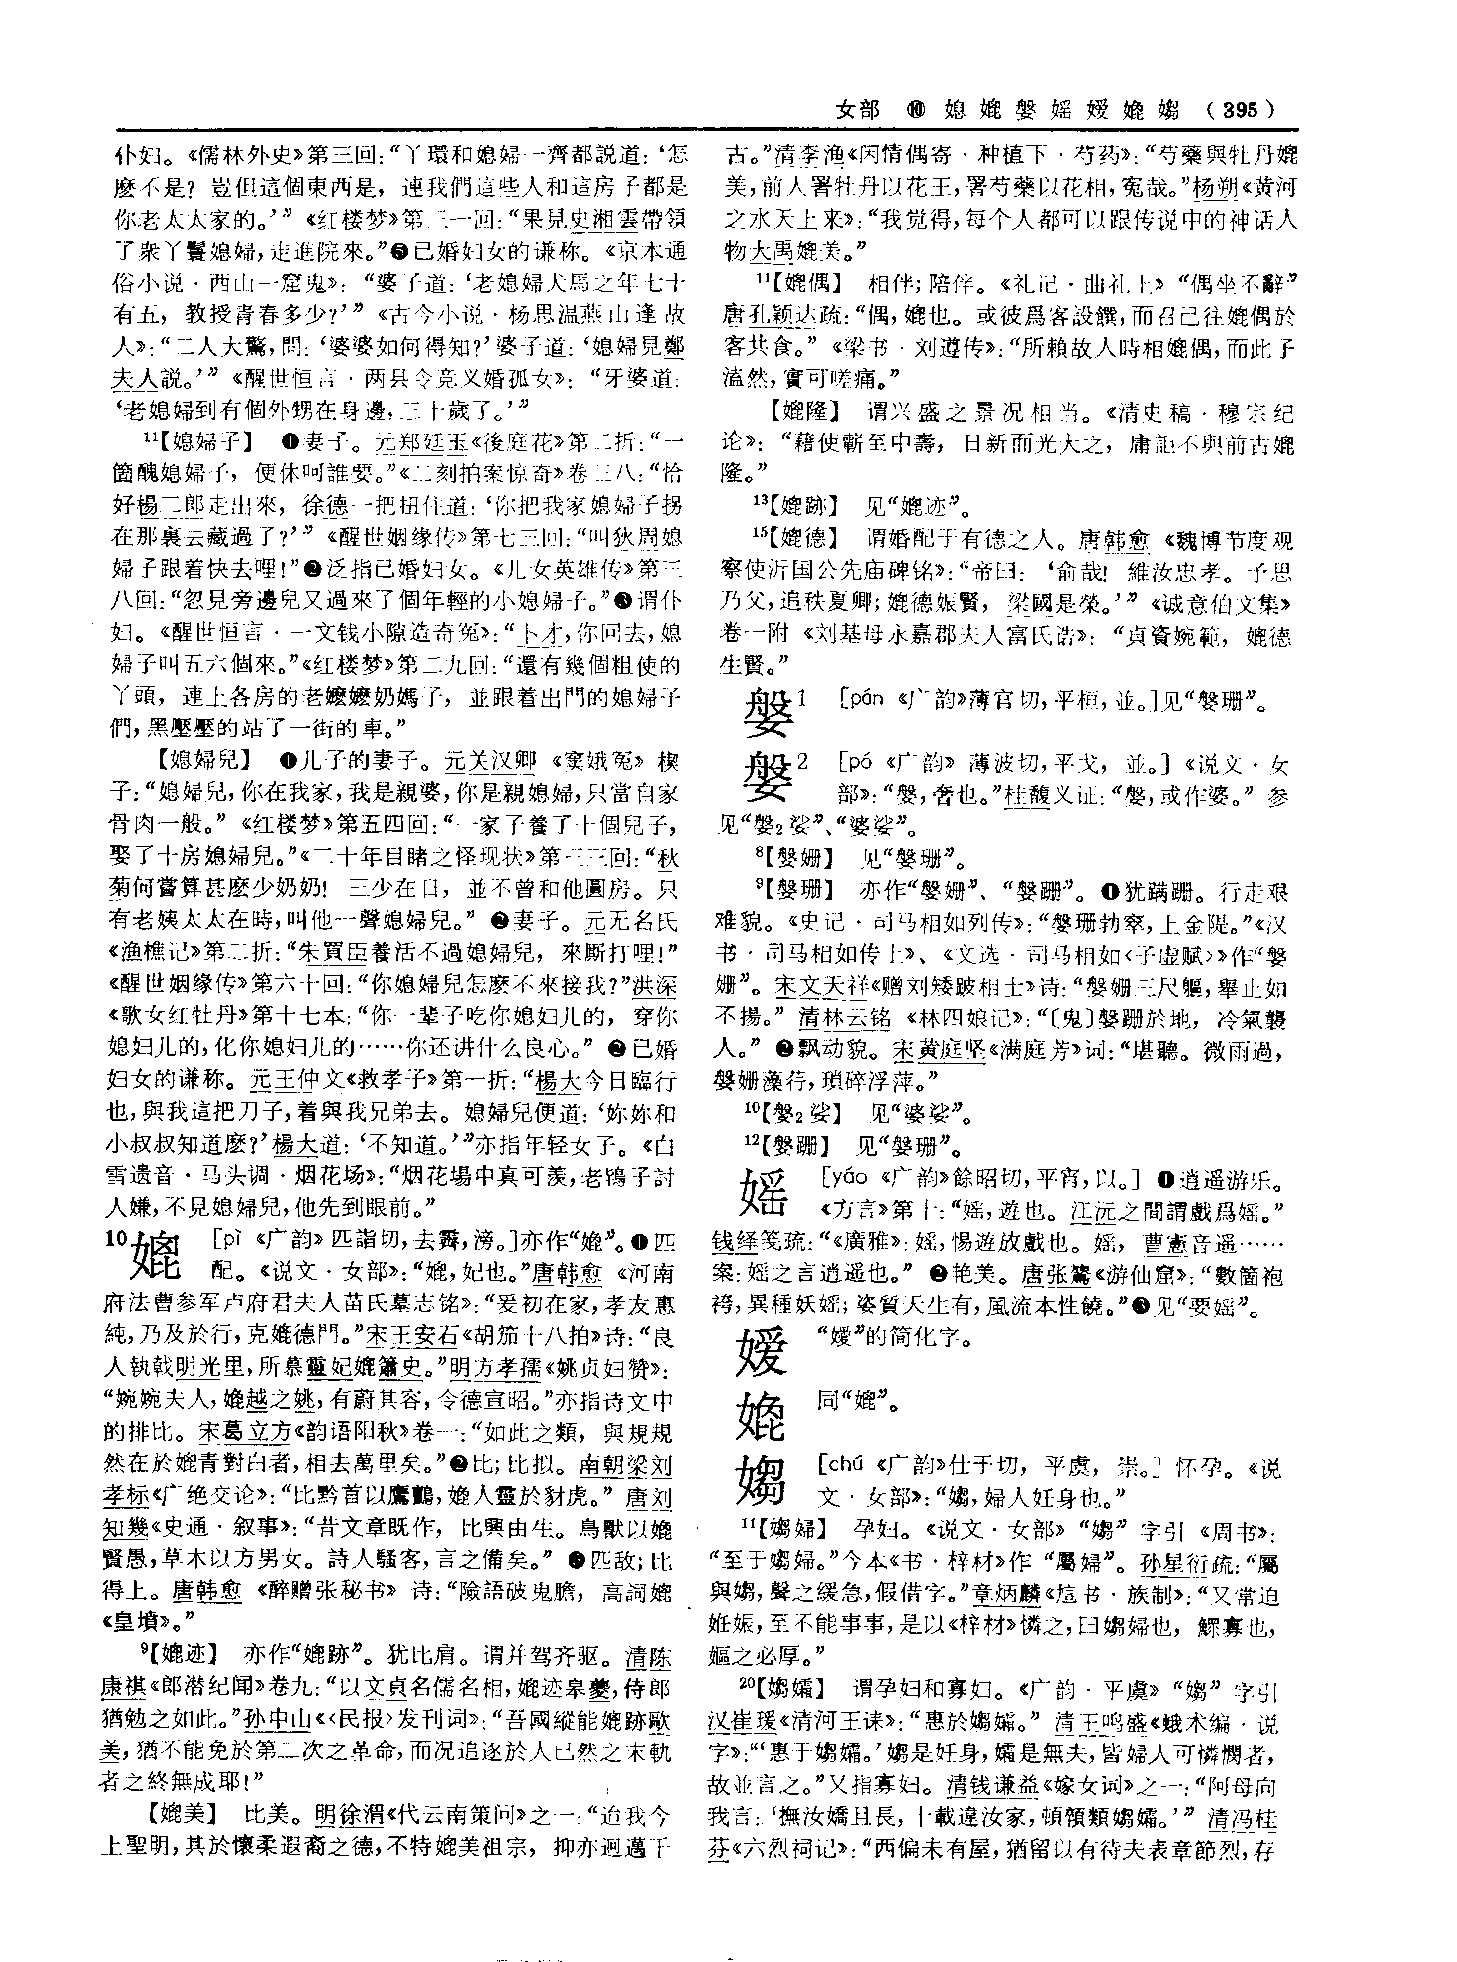 女部 ⑩ 媳媲媻媱嫒㛯媰 (395)
仆妇。《儒林外史》第三回：“丫環和媳婦一齊都説道：‘怎
麽不是？豈但這個東西是，連我們這些人和這房子都是
你老太太家的。’”《红楼梦》第三一回：“果見史湘雲帶領
了衆丫鬟媳婦，走進院來。”❺已婚妇女的谦称。《京本通
俗小说·西山一窟鬼》：“婆子道：‘老媳婦犬馬之年七十
有五，教授青春多少？’”《古今小说·杨思温燕山逢故
人》：“二人大驚，問：‘婆婆如何得知？’婆子道：‘媳婦見鄭
夫人説。’”《醒世恒言·两县令竞义婚孤女》：“牙婆道：
‘老媳婦到有個外甥在身邊，三十歲了。’”
11【媳婦子】 ❶妻子。元郑廷玉《後庭花》第二折：“一
箇醜媳婦子，便休呵誰要。”《二刻拍案惊奇》卷三八：“恰
好楊二郎走出來，徐德一把扭住道：‘你把我家媳婦子拐
在那裏去藏過了？’”《醒世姻缘传》第七三回：“叫狄周媳
婦子跟着快去哩！”❷泛指已婚妇女。《儿女英雄传》第三
八回：“忽見旁邊兒又過來了個年輕的小媳婦子。”❸谓仆
妇。《醒世恒言·一文钱小隙造奇冤》：“卜才，你回去，媳
婦子叫五六個來。”《红楼梦》第二九回：“還有幾個粗使的
丫頭，連上各房的老嬷嬷奶媽子，並跟着出門的媳婦子
們，黑壓壓的站了一街的車。”
【媳婦兒】 ❶儿子的妻子。元关汉卿《窦娥冤》楔
子：“媳婦兒，你在我家，我是親婆，你是親媳婦，只當自家
骨肉一般。”《红楼梦》第五四回：“一家子養了十個兒子，
娶了十房媳婦兒。”《二十年目睹之怪现状》第一三回：“秋
菊何嘗算甚麽少奶奶！三少在日，並不曾和他圓房。只
有老姨太太在時，叫他一聲媳婦兒。”❷妻子。元无名氏
《渔樵记》第二折：“朱買臣養活不過媳婦兒，來厮打哩！”
《醒世姻缘传》第六十回：“你媳婦兒怎麽不來接我？”洪深
《歌女红牡丹》第十七本：“你一辈子吃你媳妇儿的，穿你
媳妇儿的，化你媳妇儿的……你还讲什么良心。”❷已婚
妇女的谦称。元王仲文《救孝子》第一折：“楊大今日臨行
也，與我這把刀子，着與我兄弟去。媳婦兒便道：‘妳妳和
小叔叔知道麽？’楊大道：‘不知道。’”亦指年轻女子。《白
雪遗音·马头调·烟花场》：“烟花場中真可羡，老鴇子討
人嫌，不見媳婦兒，他先到眼前。”
10媲 [pì《广韵》匹詣切，去霽，滂。]亦作“㛯”。❶匹
配。《说文·女部》：“媲，妃也。”唐韩愈《河南
府法曹参军卢府君夫人苗氏墓志铭》：“爰初在家，孝友惠
純，乃及於行，克媲德門。”宋王安石《胡笳十八拍》诗：“良
人執戟明光里，所慕靈妃媲簫史。”明方孝孺《姚贞妇赞》：
“婉婉夫人，㛯越之姚，有蔚其容，令德宣昭。”亦指诗文中
的排比。宋葛立方《韵语阳秋》卷一：“如此之類，與規規
然在於媲青對白者，相去萬里矣。”❷比；比拟。南朝梁刘
孝标《广绝交论》：“比黔首以鷹鸇，㛯人靈於豺虎。”唐刘
知幾《史通·叙事》：“昔文章既作，比興由生。鳥獸以媲
賢愚，草木以方男女。詩人騷客，言之備矣。”❸匹敌；比
得上。唐韩愈《醉赠张秘书》诗：“險語破鬼膽，高詞媲
《皇墳》。”
9【媲迹】 亦作“媲跡”。犹比肩。谓并驾齐驱。清陈
康祺《郎潜纪闻》卷九：“以文貞名儒名相，媲迹皋夔，侍郎
猶勉之如此。”孙中山《〈民报〉发刊词》：“吾國縱能媲跡歐
美，猶不能免於第二次之革命，而况追逐於人已然之末軌
者之終無成耶！”
【媲美】 比美。明徐渭《代云南策问》之一：“迨我今
上聖明，其於懷柔遐裔之德，不特媲美祖宗，抑亦迥邁千
古。”清李渔《闲情偶寄·种植下·芍药》：“芍藥與牡丹媲
美，前人署牡丹以花王，署芍藥以花相，寃哉。”杨朔《黄河
之水天上来》：“我觉得，每个人都可以跟传说中的神话人
物大禹媲美。”
11【媲偶】 相伴；陪伴。《礼记·曲礼上》“偶坐不辭”
唐孔颖达疏：“偶，媲也。或彼爲客設饌，而召己往媲偶於
客共食。”《梁书·刘遵传》：“所賴故人時相媲偶，而此子
溘然，實可嗟痛。”
【媲隆】 谓兴盛之景况相当。《清史稿·穆宗纪
论》：“藉使蘄至中壽，日新而光大之，庸詎不與前古媲
隆。”
13【媲跡】 见“媲迹”。
15【媲德】 谓婚配于有德之人。唐韩愈《魏博节度观
察使沂国公先庙碑铭》：“帝曰：‘俞哉！維汝忠孝。予思
乃父，追秩夏卿；媲德娠賢，梁國是榮。’”《诚意伯文集》
卷一附《刘基母永嘉郡夫人富氏诰》：“貞資婉範，媲德
生賢。”
媻1 [pán《广韵》薄官切，平桓，並。]见“媻珊”。
媻2 [pó《广韵》薄波切，平戈，並。]《说文·女
部》：“媻，奢也。”桂馥义证：“媻，或作婆。”参
见“媻2娑”、“婆娑”。
8【媻姍】 见“媻珊”。
9【媻珊】 亦作“媻姍”、“媻跚”。❶犹蹒跚。行走艰
难貌。《史记·司马相如列传》：“媻珊勃窣，上金隄。”《汉
书·司马相如传上》、《文选·司马相如〈子虚赋〉》作“媻
姍”。宋文天祥《赠刘矮跛相士》诗：“媻姍三尺軀，舉止如
不揚。”清林云铭《林四娘记》：“〔鬼〕媻跚於地，冷氣襲
人。”❷飘动貌。宋黄庭坚《满庭芳》词：“堪聽。微雨過，
媻姍藻荇，瑣碎浮萍。”
10【媻2娑】 见“婆娑”。
12【媻跚】 见“媻珊”。
媱 [yáo《广韵》餘昭切，平宵，以。] ❶逍遥游乐。
《方言》第十：“媱，遊也。江沅之間謂戲爲媱。”
钱绎笺疏：“《廣雅》：媱，惕遊放戲也。媱，曹憲音遥……
案：媱之言逍遥也。”❷艳美。唐张鷟《游仙窟》：“數箇袍
袴，異種妖媱；姿質天生有，風流本性饒。”❸见“要媱”。
嫒 “嬡”的简化字。
㛯 同“媲”。
媰 [chú《广韵》仕于切，平虞，崇。]怀孕。《说
文·女部》：“媰，婦人妊身也。”
11【媰婦】 孕妇。《说文·女部》“媰”字引《周书》：
“至于媰婦。”今本《书·梓材》作“屬婦”。孙星衍疏：“屬
與媰，聲之缓急，假借字。”章炳麟《訄书·族制》：“又常迫
妊娠，至不能事事，是以《梓材》憐之，曰媰婦也，鰥寡也，
嫗之必厚。”
20【媰孀】 谓孕妇和寡妇。《广韵·平虞》“媰”字引
汉崔瑗《清河王诔》：“惠於媰孀。”清王鸣盛《蛾术编·说
字》：“‘惠于媰孀。’媰是妊身，孀是無夫，皆婦人可憐憫者，
故並言之。”又指寡妇。清钱谦益《嫁女词》之一：“阿母向
我言：‘撫汝嬌且長，十載違汝家，頓領類媰孀。’”清冯桂
芬《六烈祠记》：“西偏未有屋，猶留以有待夫表章節烈，存